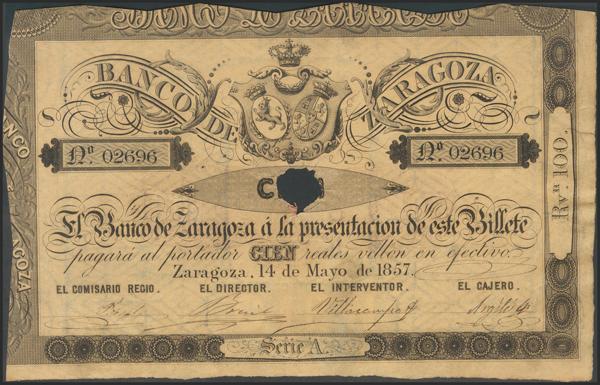 BANCO DE ZARAGOZA
Nº. 02696
Nº. 02696
El Banco de Zaragoza á la presentacion de este Billete
pagará al portador CIEN reales vellon en efectivo.
Zaragoza, 14 de Mayo de 1857.
EL COMISARIO REGIO. EL DIRECTOR. EL INTERVENTOR. EL CAJERO.
Serie A.
Rvn. 100.